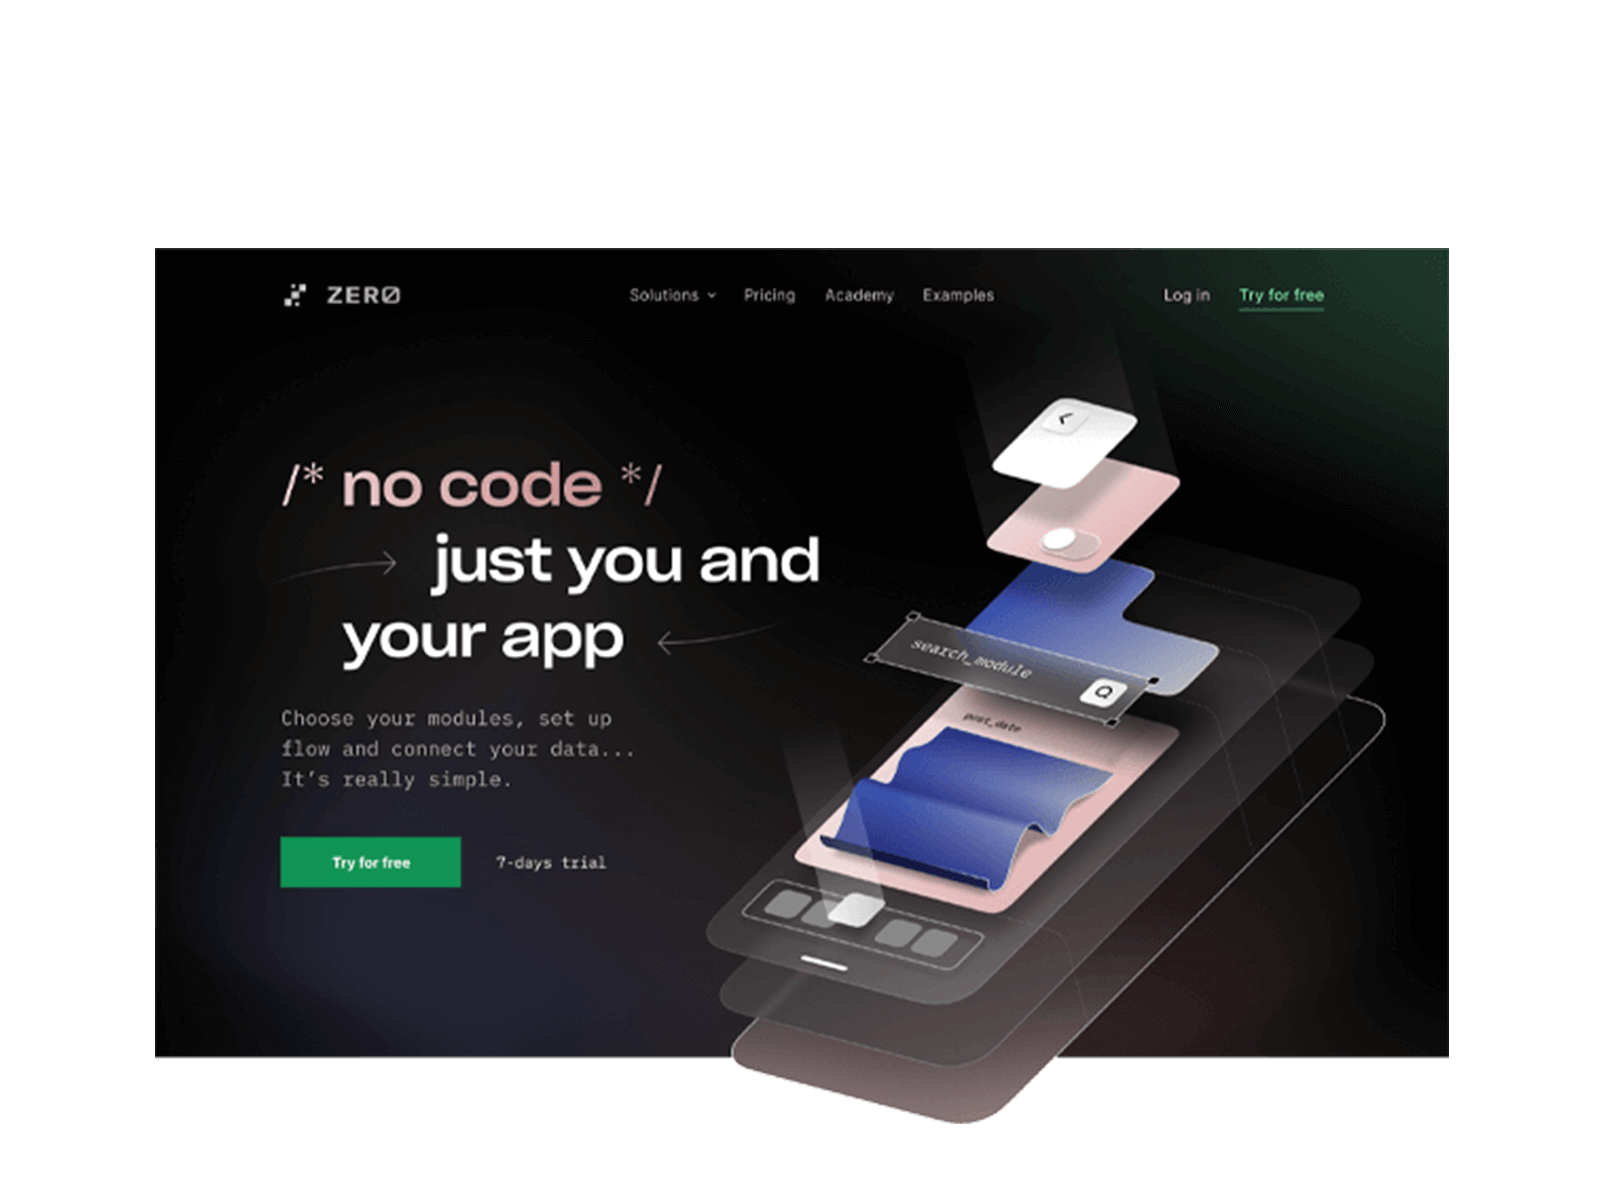 ZERØ
Solutions
Pricing
Academy
Examples
Log in
Try for free
/* no code */
just you and
your app
Choose your modules, set up
flow and connect your data...
It's really simple.
Try for free
7-days trial
search_module
post_date